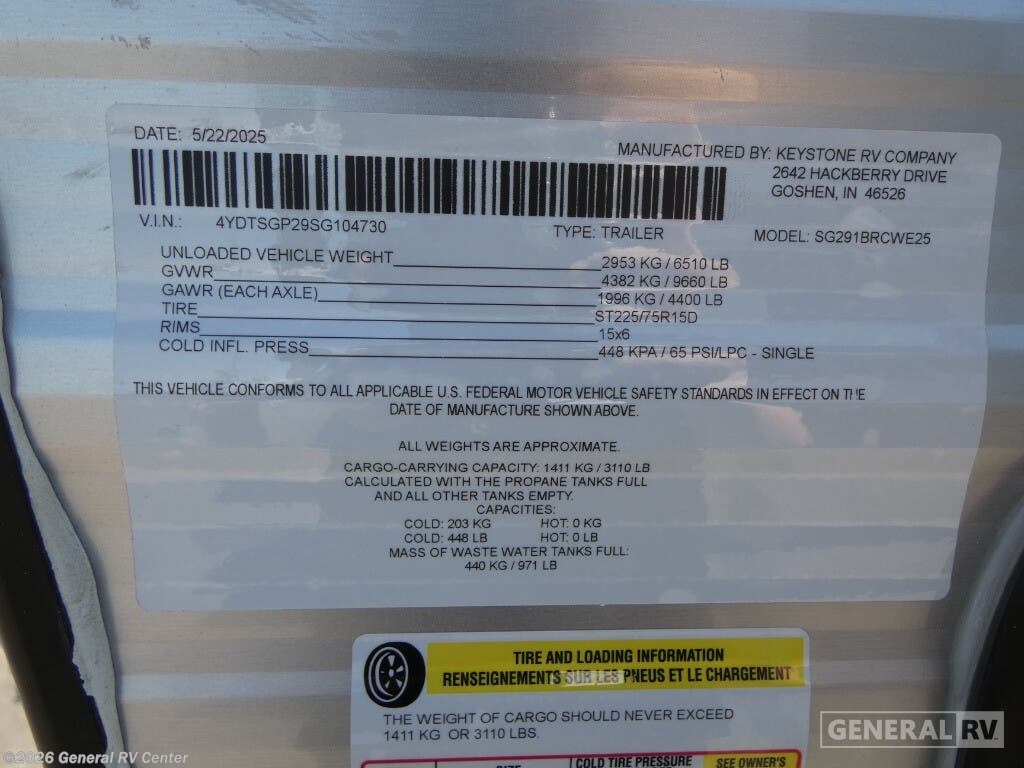 DATE: 5/22/2025
MANUFACTURED BY: KEYSTONE RV COMPANY
2642 HACKBERRY DRIVE
GOSHEN, IN 46526
V.I.N.: 4YDTSGP29SG104730 TYPE: TRAILER MODEL: SG291BRCWE25
UNLOADED VEHICLE WEIGHT 2953 KG / 6510 LB
GVWR 4382 KG / 9660 LB
GAWR (EACH AXLE) 1996 KG / 4400 LB
TIRE ST225/75R15D
RIMS 15x6
COLD INFL. PRESS 448 KPA / 65 PSI/LPC - SINGLE
THIS VEHICLE CONFORMS TO ALL APPLICABLE U.S. FEDERAL MOTOR VEHICLE SAFETY STANDARDS IN EFFECT ON THE
DATE OF MANUFACTURE SHOWN ABOVE.
ALL WEIGHTS ARE APPROXIMATE.
CARGO-CARRYING CAPACITY: 1411 KG / 3110 LB
CALCULATED WITH THE PROPANE TANKS FULL
AND ALL OTHER TANKS EMPTY.
CAPACITIES:
COLD: 203 KG HOT: 0 KG
COLD: 448 LB HOT: 0 LB
MASS OF WASTE WATER TANKS FULL:
440 KG / 971 LB
TIRE AND LOADING INFORMATION
RENSEIGNEMENTS SUR LES PNEUS ET LE CHARGEMENT
THE WEIGHT OF CARGO SHOULD NEVER EXCEED
1411 KG OR 3110 LBS.
SIZE COLD TIRE PRESSURE SEE OWNER'S
GENERAL RV
©2026 General RV Center